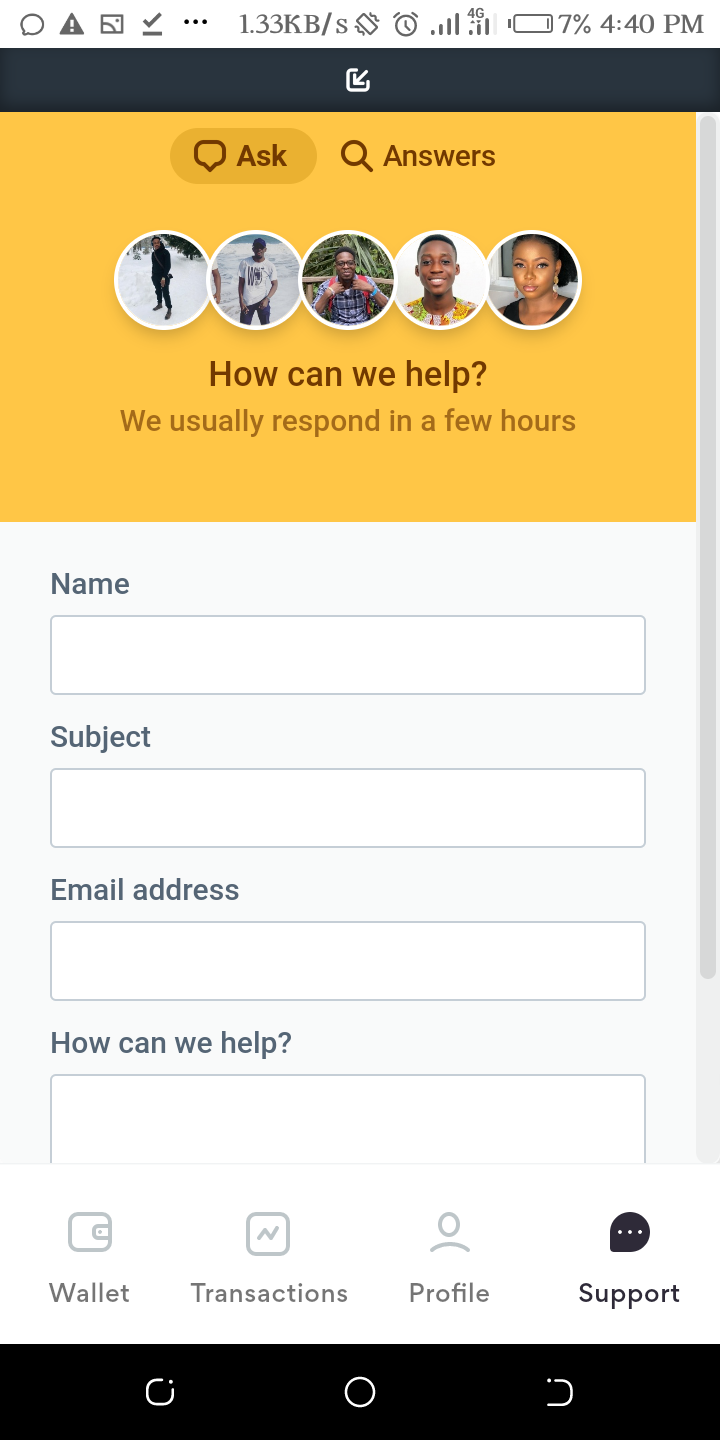 1.33KB/s 4G 7% 4:40 PM
Ask Answers
How can we help?
We usually respond in a few hours
Name
Subject
Email address
How can we help?
Wallet Transactions Profile Support